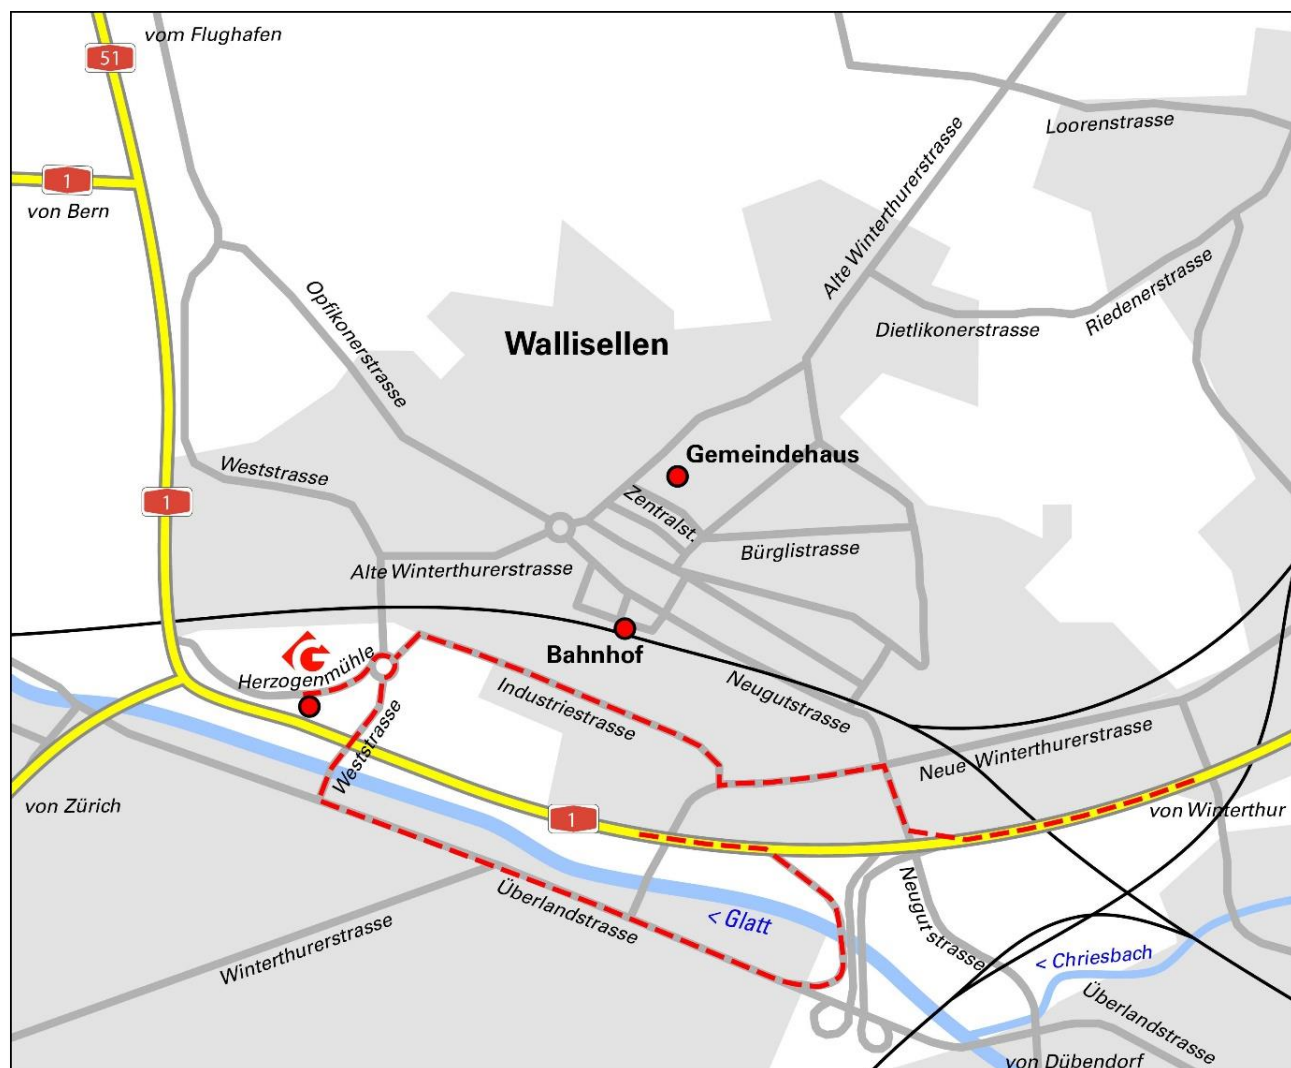 vom Flughafen
51
1
von Bern
Loorenstrasse
Alte Winterthurerstrasse
Riedenerstrasse
Dietlikonerstrasse
Opfikonerstrasse
Wallisellen
Gemeindehaus
Weststrasse
Zentralst.
1
Bürglistrasse
Alte Winterthurerstrasse
Bahnhof
Herzogenmühle
Industriestrasse
Neugutstrasse
Neue Winterthurerstrasse
Weststrasse
von Zürich
1
von Winterthur
Überlandstrasse
< Glatt
Neugutstrasse
Winterthurerstrasse
< Chriesbach
Überlandstrasse
von Dübendorf